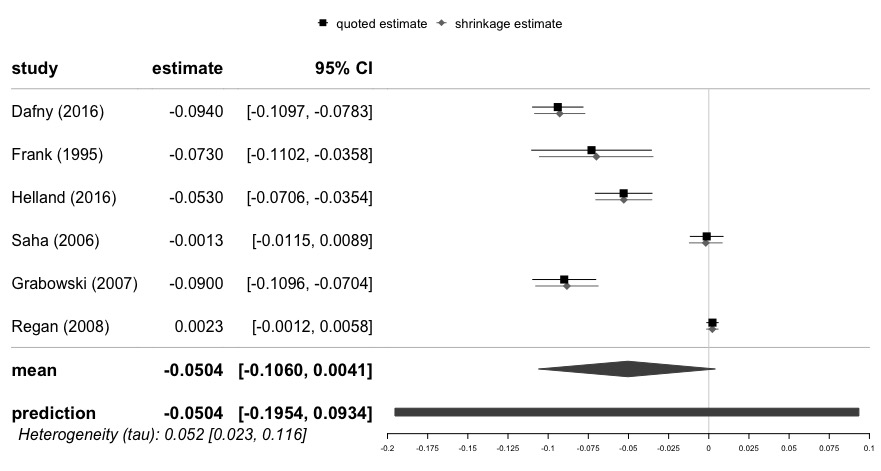 quoted estimate shrinkage estimate
study estimate 95% CI
Dafny (2016) -0.0940 [-0.1097, -0.0783]
Frank (1995) -0.0730 [-0.1102, -0.0358]
Helland (2016) -0.0530 [-0.0706, -0.0354]
Saha (2006) -0.0013 [-0.0115, 0.0089]
Grabowski (2007) -0.0900 [-0.1096, -0.0704]
Regan (2008) 0.0023 [-0.0012, 0.0058]
mean -0.0504 [-0.1060, 0.0041]
prediction -0.0504 [-0.1954, 0.0934]
Heterogeneity (tau): 0.052 [0.023, 0.116]
-0.2 -0.175 -0.15 -0.125 -0.1 -0.075 -0.05 -0.025 0 0.025 0.05 0.075 0.1